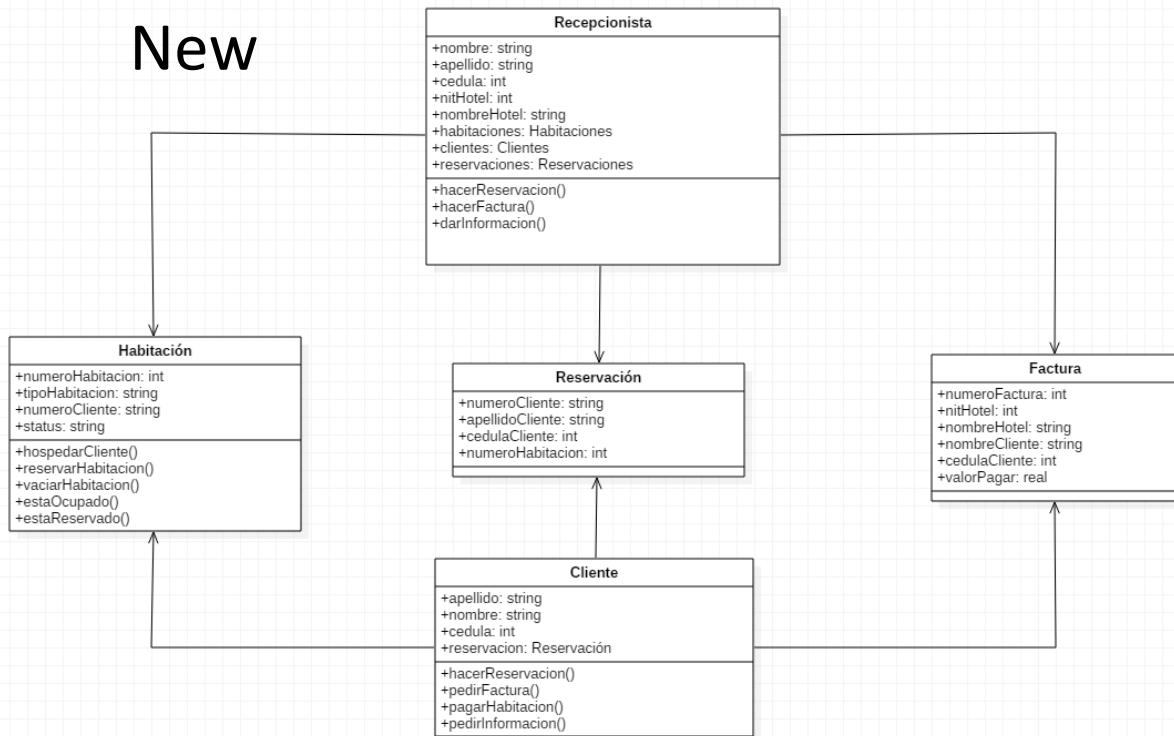 New
Recepcionista
+nombre: string
+apellido: string
+cedula: int
+nitHotel: int
+nombreHotel: string
+habitaciones: Habitaciones
+clientes: Clientes
+reservaciones: Reservaciones
+hacerReservacion()
+hacerFactura()
+darInformacion()
Habitación
+numeroHabitacion: int
+tipoHabitacion: string
+numeroCliente: string
+status: string
+hospedarCliente()
+reservarHabitacion()
+vaciarHabitacion()
+estaOcupado()
+estaReservado()
Reservación
+numeroCliente: string
+apellidoCliente: string
+cedulaCliente: int
+numeroHabitacion: int
Factura
+numeroFactura: int
+nitHotel: int
+nombreHotel: string
+nombreCliente: string
+cedulaCliente: int
+valorPagar: real
Cliente
+apellido: string
+nombre: string
+cedula: int
+reservacion: Reservación
+hacerReservacion()
+pedirFactura()
+pagarHabitacion()
+pedirInformacion()